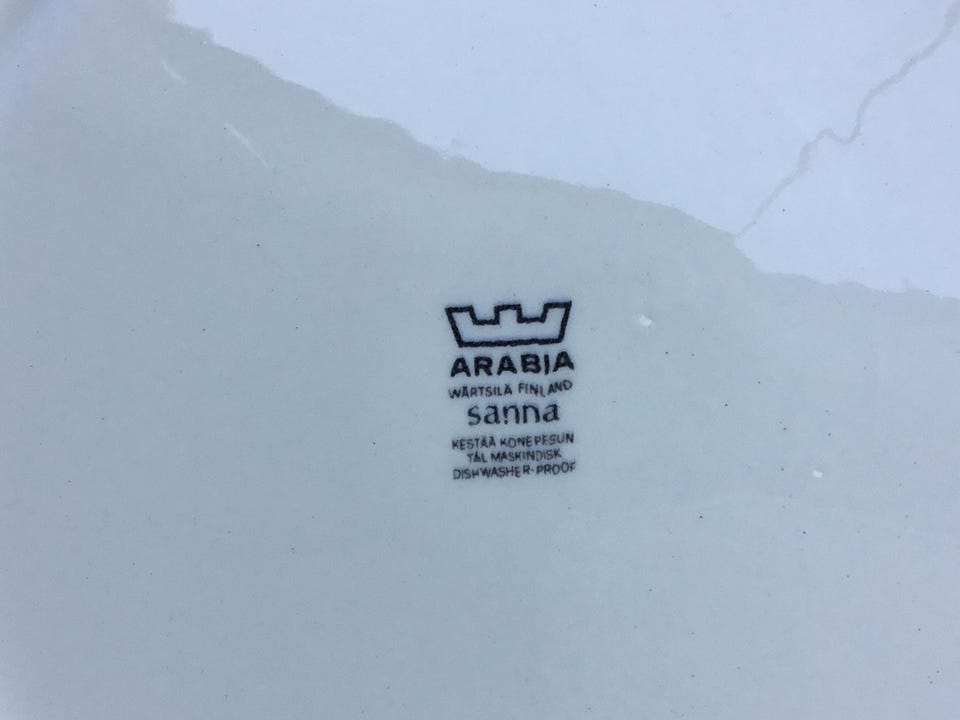 ARABIA
WÄRTSILÄ FINLAND
sanna
KESTÄÄ KONEPESUN
TÅL MASKINDISK
DISHWASHER-PROOF